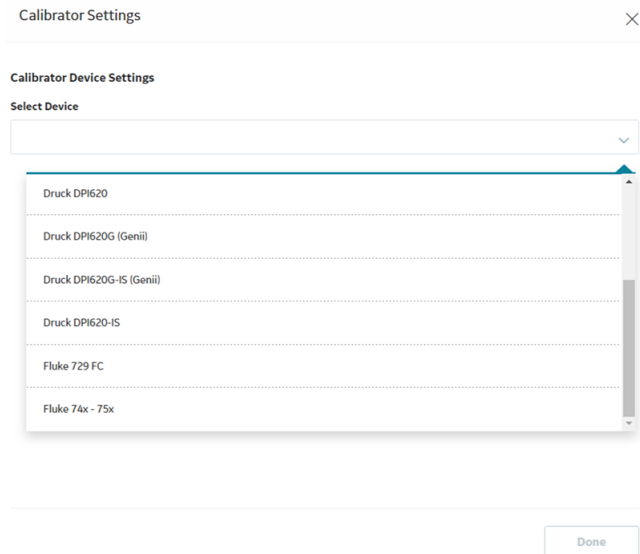 Calibrator Settings
Calibrator Device Settings
Select Device
Druck DPI620
Druck DPI620G (Genii)
Druck DPI620G-IS (Genii)
Druck DPI620-IS
Fluke 729 FC
Fluke 74x - 75x
Done